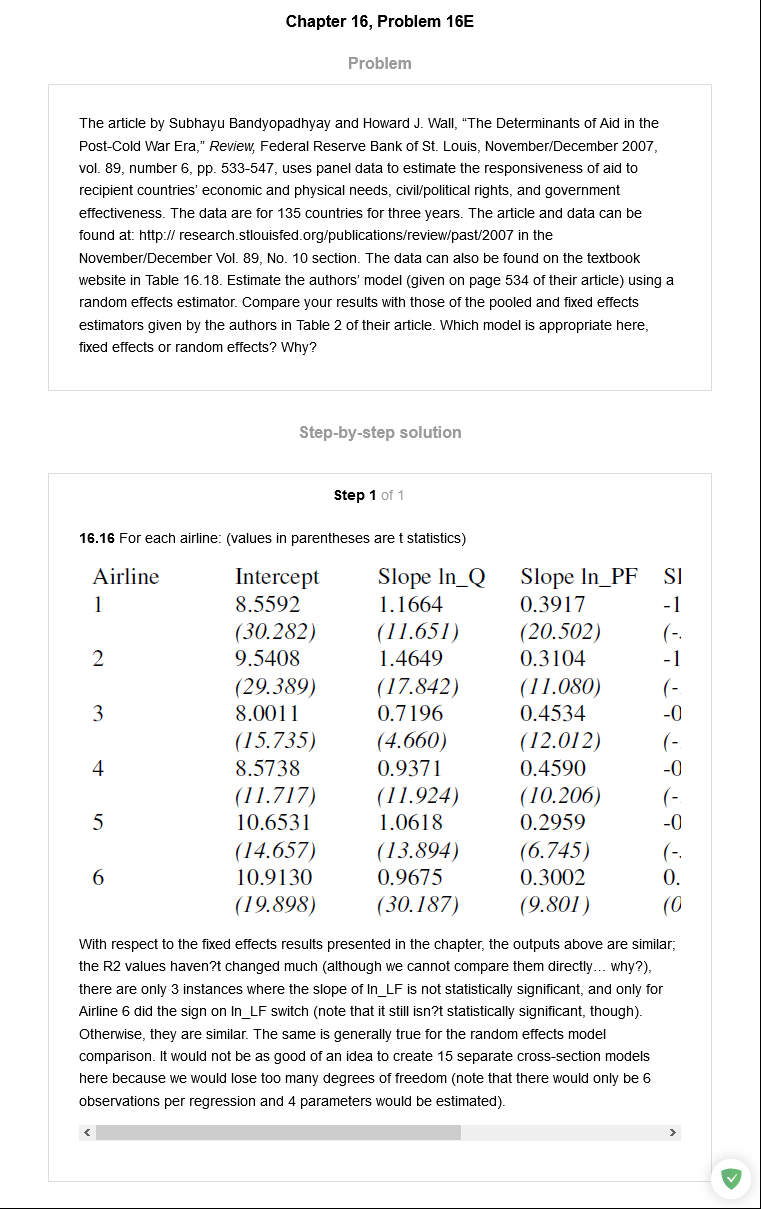 Chapter 16, Problem 16E
Problem
The article by Subhayu Bandyopadhyay and Howard J. Wall, “The Determinants of Aid in the
Post-Cold War Era,” Review, Federal Reserve Bank of St. Louis, November/December 2007,
vol. 89, number 6, pp. 533-547, uses panel data to estimate the responsiveness of aid to
recipient countries’ economic and physical needs, civil/political rights, and government
effectiveness. The data are for 135 countries for three years. The article and data can be
found at: http:// research.stlouisfed.org/publications/review/past/2007 in the
November/December Vol. 89, No. 10 section. The data can also be found on the textbook
website in Table 16.18. Estimate the authors’ model (given on page 534 of their article) using a
random effects estimator. Compare your results with those of the pooled and fixed effects
estimators given by the authors in Table 2 of their article. Which model is appropriate here,
fixed effects or random effects? Why?
Step-by-step solution
Step 1 of 1
16.16 For each airline: (values in parentheses are t statistics)
Airline Intercept Slope ln_Q Slope ln_PF Sl
1 8.5592 1.1664 0.3917 -1
(30.282) (11.651) (20.502) (-.
2 9.5408 1.4649 0.3104 -1
(29.389) (17.842) (11.080) (-
3 8.0011 0.7196 0.4534 -0
(15.735) (4.660) (12.012) (-
4 8.5738 0.9371 0.4590 -0
(11.717) (11.924) (10.206) (-
5 10.6531 1.0618 0.2959 -0
(14.657) (13.894) (6.745) (-.
6 10.9130 0.9675 0.3002 0.
(19.898) (30.187) (9.801) (0
With respect to the fixed effects results presented in the chapter, the outputs above are similar;
the R2 values haven?t changed much (although we cannot compare them directly… why?),
there are only 3 instances where the slope of ln_LF is not statistically significant, and only for
Airline 6 did the sign on ln_LF switch (note that it still isn?t statistically significant, though).
Otherwise, they are similar. The same is generally true for the random effects model
comparison. It would not be as good of an idea to create 15 separate cross-section models
here because we would lose too many degrees of freedom (note that there would only be 6
observations per regression and 4 parameters would be estimated).